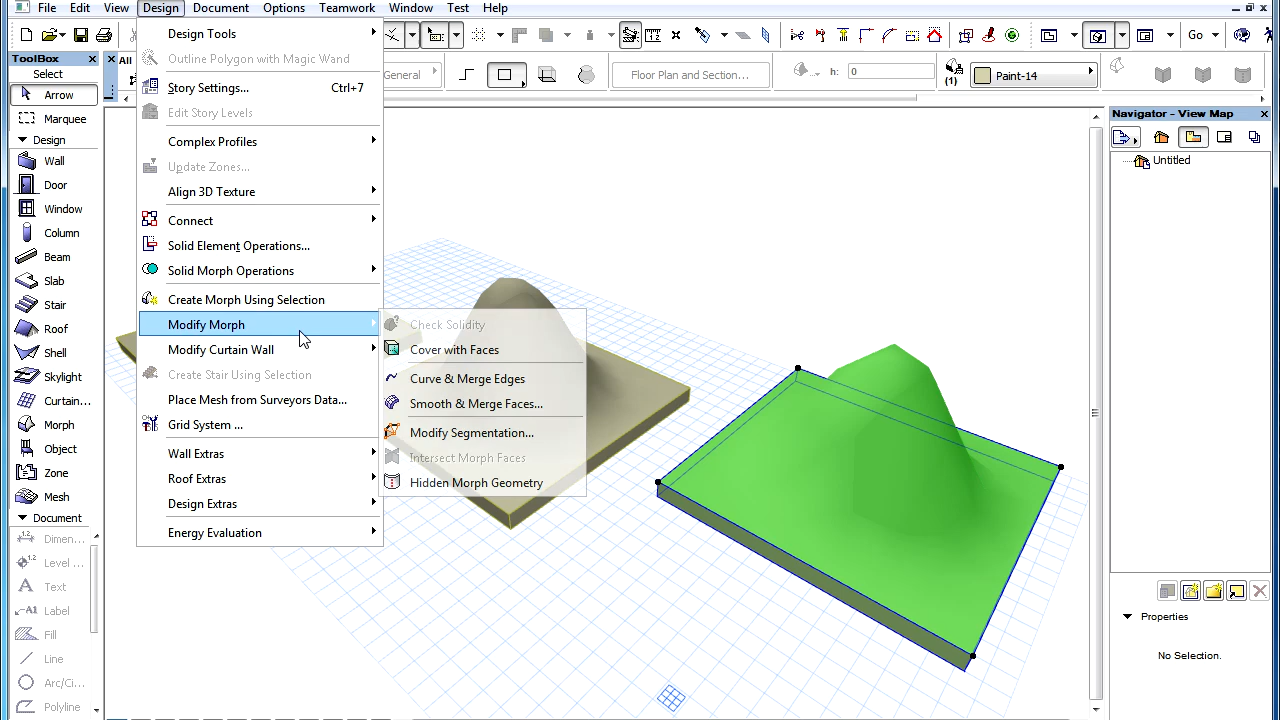 File Edit View Design Document Options Teamwork Window Test Help
ToolBox
Select
Arrow
Marquee
Design
Wall
Door
Window
Column
Beam
Slab
Stair
Roof
Shell
Skylight
Curtain...
Morph
Object
Zone
Mesh
Document
Dimen...
Level ...
A Text
A1 Label
Fill
Line
Arc/Ci...
Polyline
All
General
Floor Plan and Section...
h: 0
(1)
Paint-14
Go
Design Tools
Outline Polygon with Magic Wand
Story Settings... Ctrl+7
Edit Story Levels
Complex Profiles
Update Zones...
Align 3D Texture
Connect
Solid Element Operations...
Solid Morph Operations
Create Morph Using Selection
Modify Morph
Modify Curtain Wall
Create Stair Using Selection
Place Mesh from Surveyors Data...
Grid System ...
Wall Extras
Roof Extras
Design Extras
Energy Evaluation
Check Solidity
Cover with Faces
Curve & Merge Edges
Smooth & Merge Faces...
Modify Segmentation...
Intersect Morph Faces
Hidden Morph Geometry
Navigator - View Map
Untitled
Properties
No Selection.